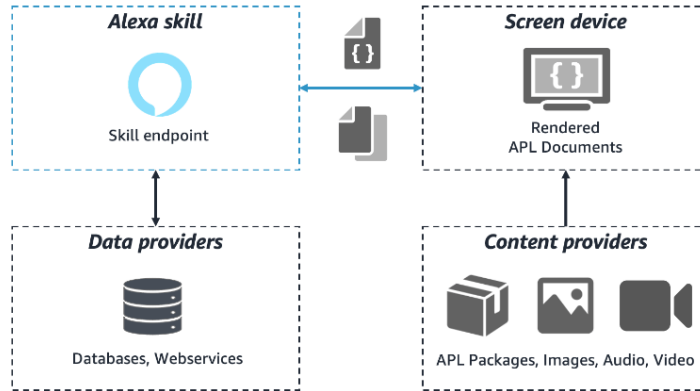 Alexa skill
Skill endpoint
{ }
Screen device
{ }
Rendered
APL Documents
Data providers
Databases, Webservices
Content providers
APL Packages, Images, Audio, Video